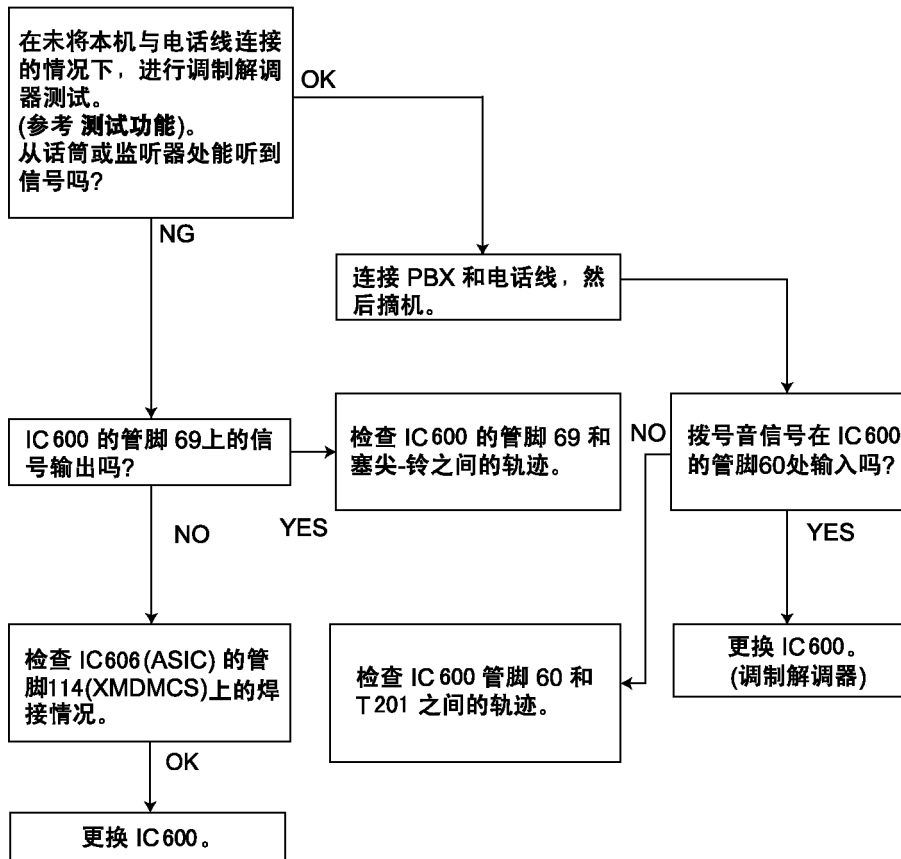 在未将本机与电话线连接
的情况下，进行调制解调
器测试。
(参考 测试功能)。
从话筒或监听器处能听到
信号吗?
OK
NG
连接 PBX 和电话线，然
后摘机。
IC600 的管脚 69上的信
号输出吗?
检查 IC600 的管脚 69 和
塞尖-铃之间的轨迹。
NO
拨号音信号在 IC600
的管脚60处输入吗?
NO
YES
YES
检查 IC606(ASIC) 的管
脚114(XMDMCS)上的焊
接情况。
检查 IC600 管脚 60 和
T201 之间的轨迹。
更换 IC600。
(调制解调器)
OK
更换 IC600。